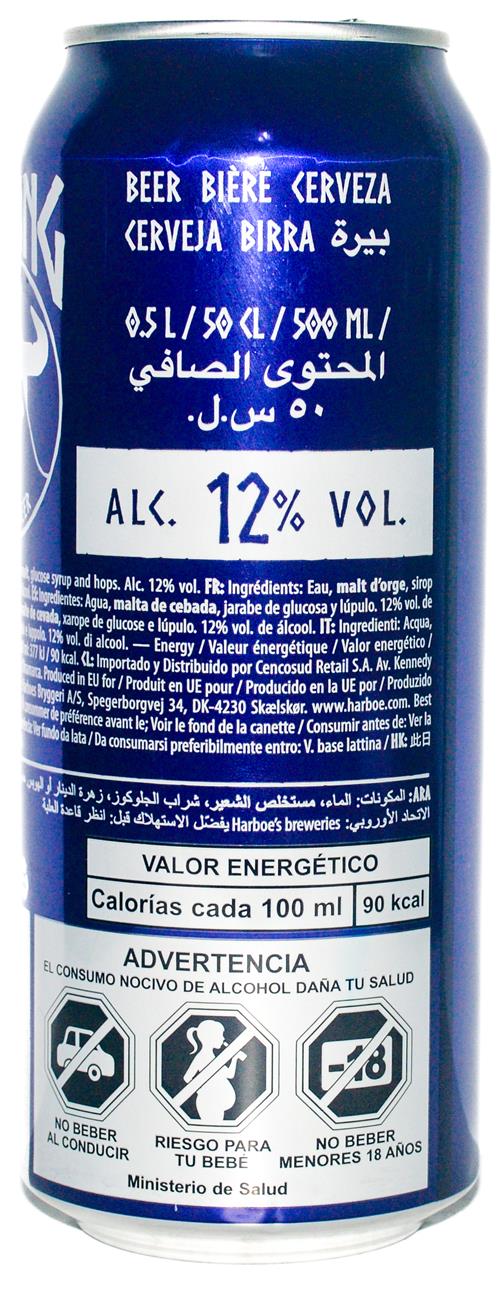 BEER BIÈRE CERVEZA
CERVEJA BIRRA بيرة
0.5 L / 50 CL / 500 ML /
المحتوى الصافي
٥٠ س.ل.
ALC. 12% VOL.
glucose syrup and hops. Alc. 12% vol. FR: Ingrédients: Eau, malt d'orge, sirop
ES: Ingredientes: Agua, malta de cebada, jarabe de glucosa y lúpulo. 12% vol. de
de cevada, xarope de glucose e lúpulo. 12% vol. de álcool. IT: Ingredienti: Acqua,
e luppolo. 12% vol. di alcool. — Energy / Valeur énergétique / Valor energético /
377 kJ / 90 kcal. CL: Importado y Distribuido por Cencosud Retail S.A. Av. Kennedy
Produced in EU for / Produit en UE pour / Producido en la UE por / Produzido
Bryggeri A/S, Spegerborgvej 34, DK-4230 Skælskør. www.harboe.com. Best
consommer de préférence avant le; Voir le fond de la canette / Consumir antes de: Ver la
Ver fundo da lata / Da consumarsi preferibilmente entro: V. base lattina / HK: 此日
ARA: المكونات: الماء، مستخلص الشعير، شراب الجلوكوز، زهرة الدينار أو الهوبس
الاتحاد الأوروبي: Harboe's breweries يفضّل الاستهلاك قبل: انظر قاعدة العلبة
VALOR ENERGÉTICO
Calorías cada 100 ml 90 kcal
ADVERTENCIA
EL CONSUMO NOCIVO DE ALCOHOL DAÑA TU SALUD
-18
NO BEBER
AL CONDUCIR
RIESGO PARA
TU BEBÉ
NO BEBER
MENORES 18 AÑOS
Ministerio de Salud